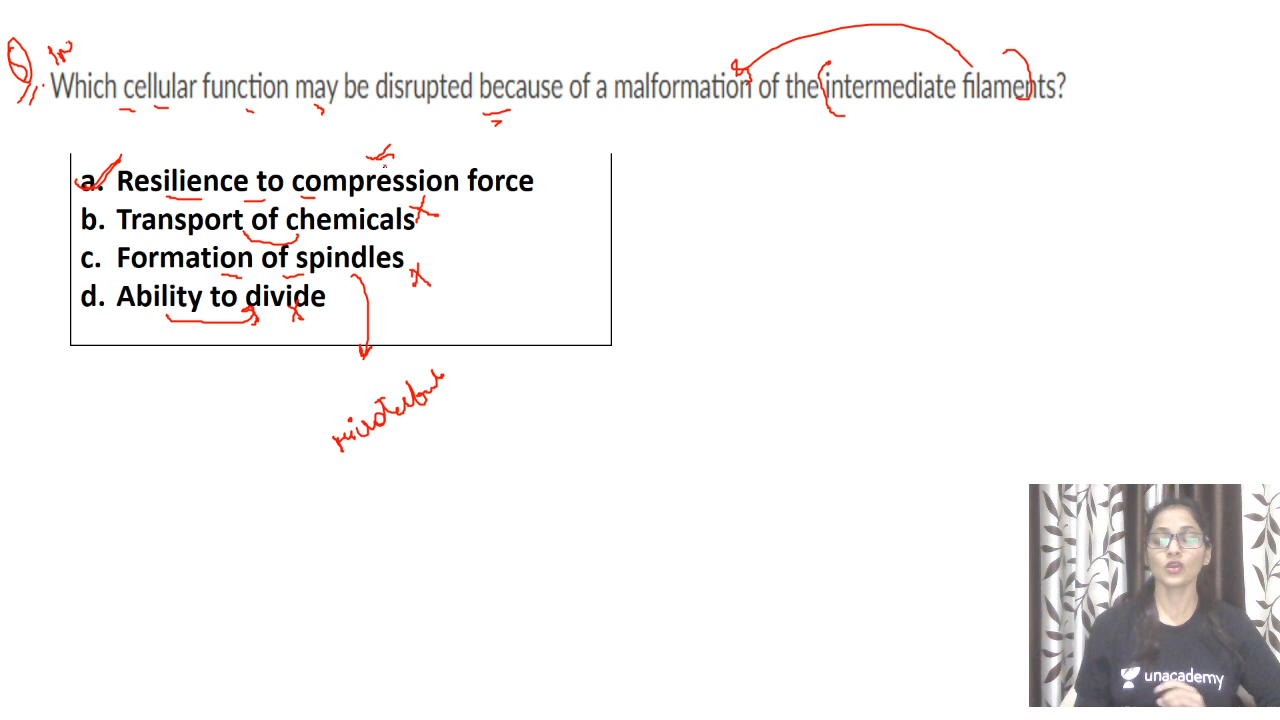 Which cellular function may be disrupted because of a malformation of the intermediate filaments?
a. Resilience to compression force
b. Transport of chemicals
c. Formation of spindles
d. Ability to divide
unacademy